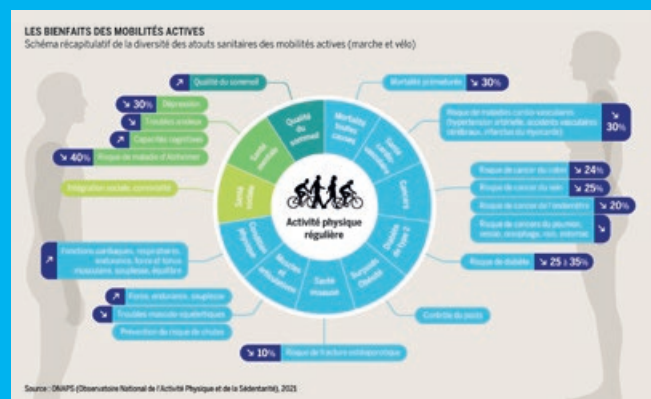 LES BIENFAITS DES MOBILITÉS ACTIVES
Schéma récapitulatif de la diversité des atouts sanitaires des mobilités actives (marche et vélo)
↗ Qualité du sommeil
↘ 30% Dépression
↘ Troubles anxieux
↗ Capacités cognitives
↘ 40% Risque de maladie d'Alzheimer
Intégration sociale, convivialité
↗ Fonctions cardiaques, respiratoires,
endurance, force et tonus
musculaire, souplesse, équilibre
↗ Force, endurance, souplesse
↘ Troubles musculo-squelettiques
Prévention du risque de chutes
↘ 10% Risque de fracture ostéoporotique
Mortalité prématurée ↘ 30%
Risque de maladies cardio-vasculaires
(hypertension artérielle, accidents vasculaires
cérébraux, infarctus du myocarde)
↘ 30%
Risque de cancer du colon ↘ 24%
Risque de cancer du sein ↘ 25%
Risque de cancer de l'endomètre ↘ 20%
Risque de cancers du poumon,
vessie, œsophage, rein, estomac
↘
Risque de diabète ↘ 25 à 35%
Contrôle du poids
Qualité
du
sommeil
Mortalité
toutes
causes
Santé
cardio-
vasculaire
Cancers
Diabète
de type 2
Surpoids
Obésité
Santé
osseuse
Muscles
et
articulations
Condition
physique
Santé
sociale
Santé
mentale
Activité physique
régulière
Source : ONAPS (Observatoire National de l'Activité Physique et de la Sédentarité), 2021